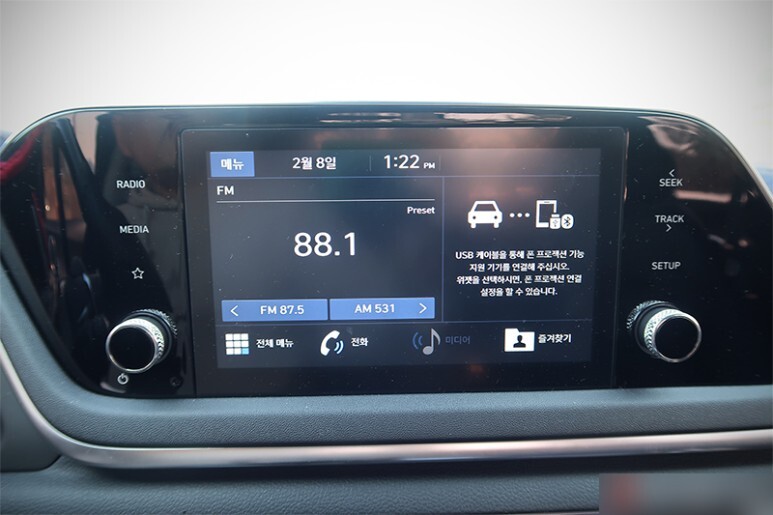 메뉴 2월 8일 1:22 PM
FM
Preset
88.1
FM 87.5 AM 531
USB 케이블을 통해 폰 프로젝션 기능
지원 기기를 연결해 주십시오.
위젯을 선택하시면, 폰 프로젝션 연결
설정을 할 수 있습니다.
전체 메뉴 전화 미디어 즐겨찾기
RADIO
MEDIA
SEEK
TRACK
SETUP